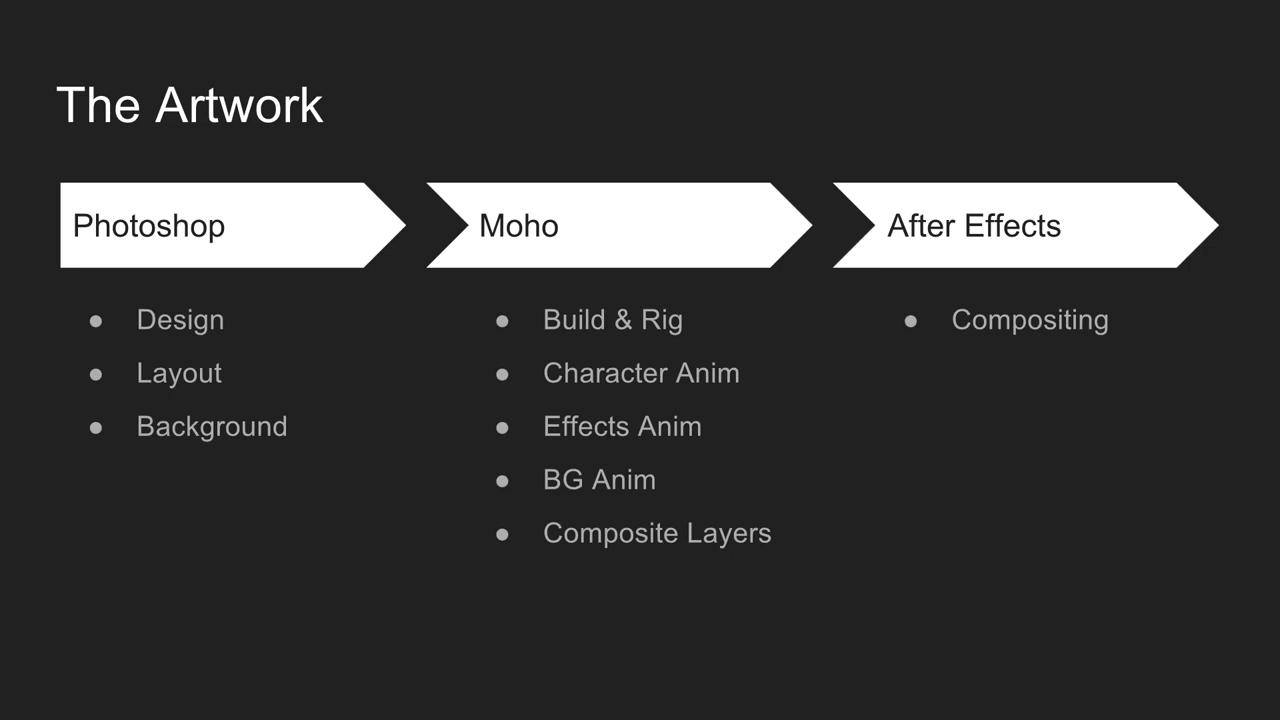 The Artwork
Photoshop
● Design
● Layout
● Background
Moho
● Build & Rig
● Character Anim
● Effects Anim
● BG Anim
● Composite Layers
After Effects
● Compositing